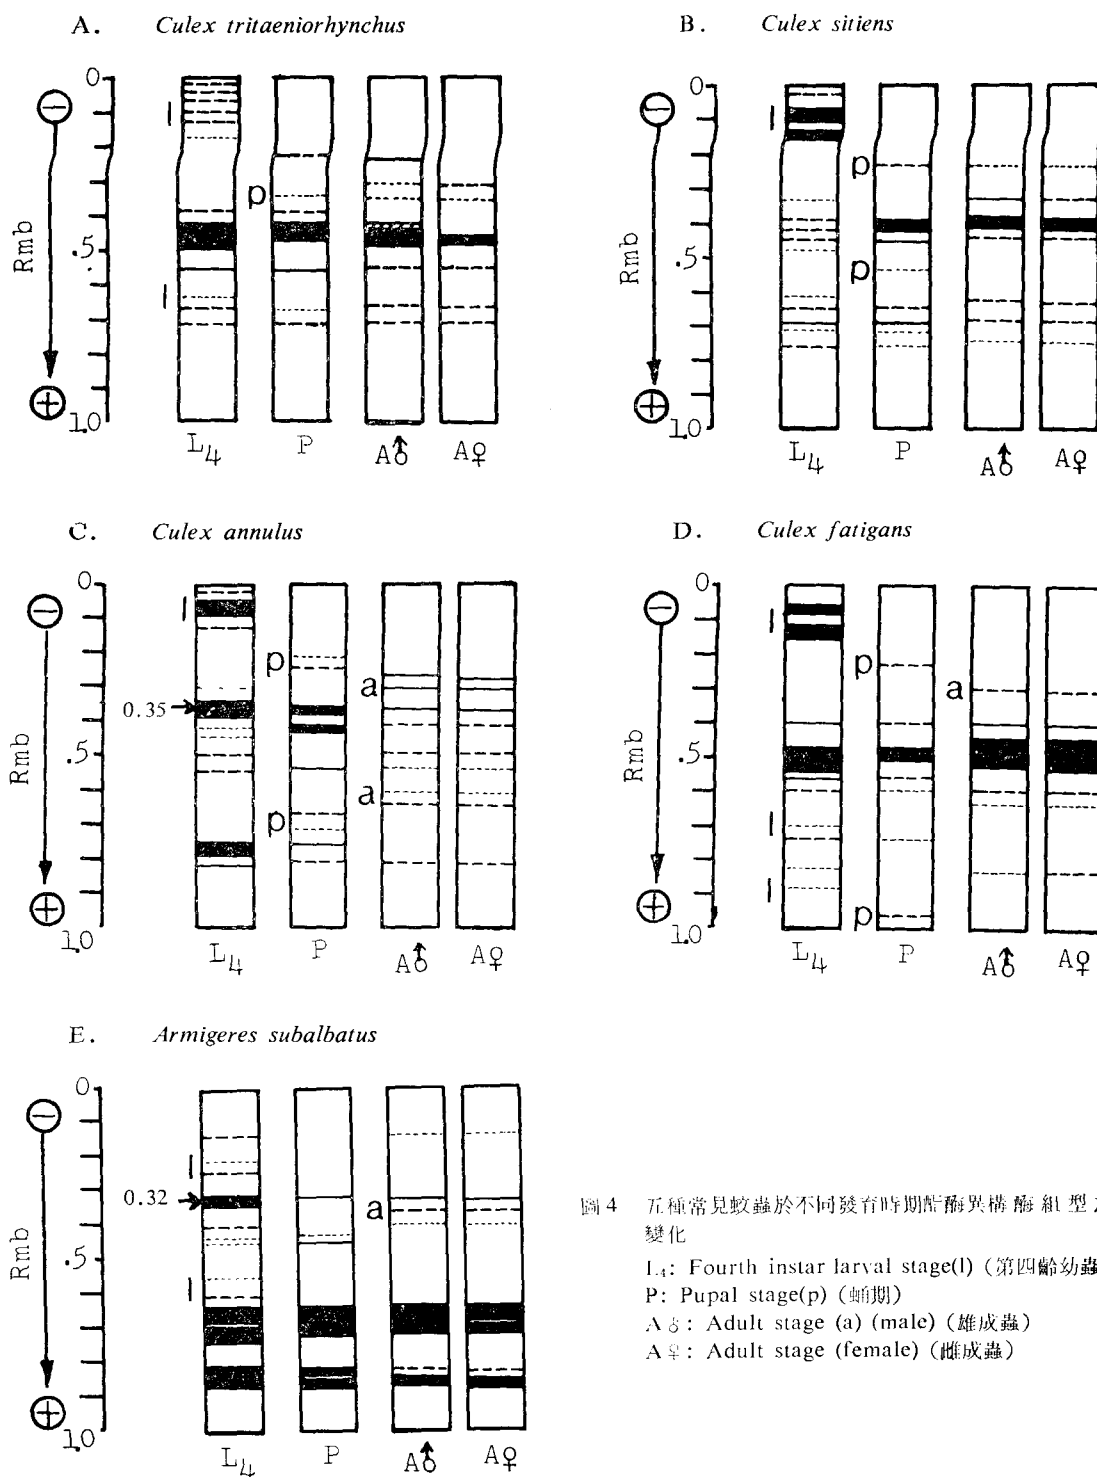 A. Culex tritaeniorhynchus
B. Culex sitiens
0
l
p
.5
l
Rmb
1.0
L4 P A♂ A♀
0
l
p
.5
p
Rmb
1.0
L4 P A♂ A♀
C. Culex annulus
D. Culex fatigans
0
l
p
a
0.35
.5
a
p
Rmb
1.0
L4 P A♂ A♀
0
l
p
a
.5
l
l
p
Rmb
1.0
L4 P A♂ A♀
E. Armigeres subalbatus
0
l
0.32
a
.5
l
Rmb
1.0
L4 P A♂ A♀
圖4 五種常見蚊蟲於不同發育時期酯酶異構酶組型之
變化
L4: Fourth instar larval stage(l) (第四齡幼蟲
P: Pupal stage(p) (蛹期)
A♂: Adult stage (a) (male) (雄成蟲)
A♀: Adult stage (female) (雌成蟲)